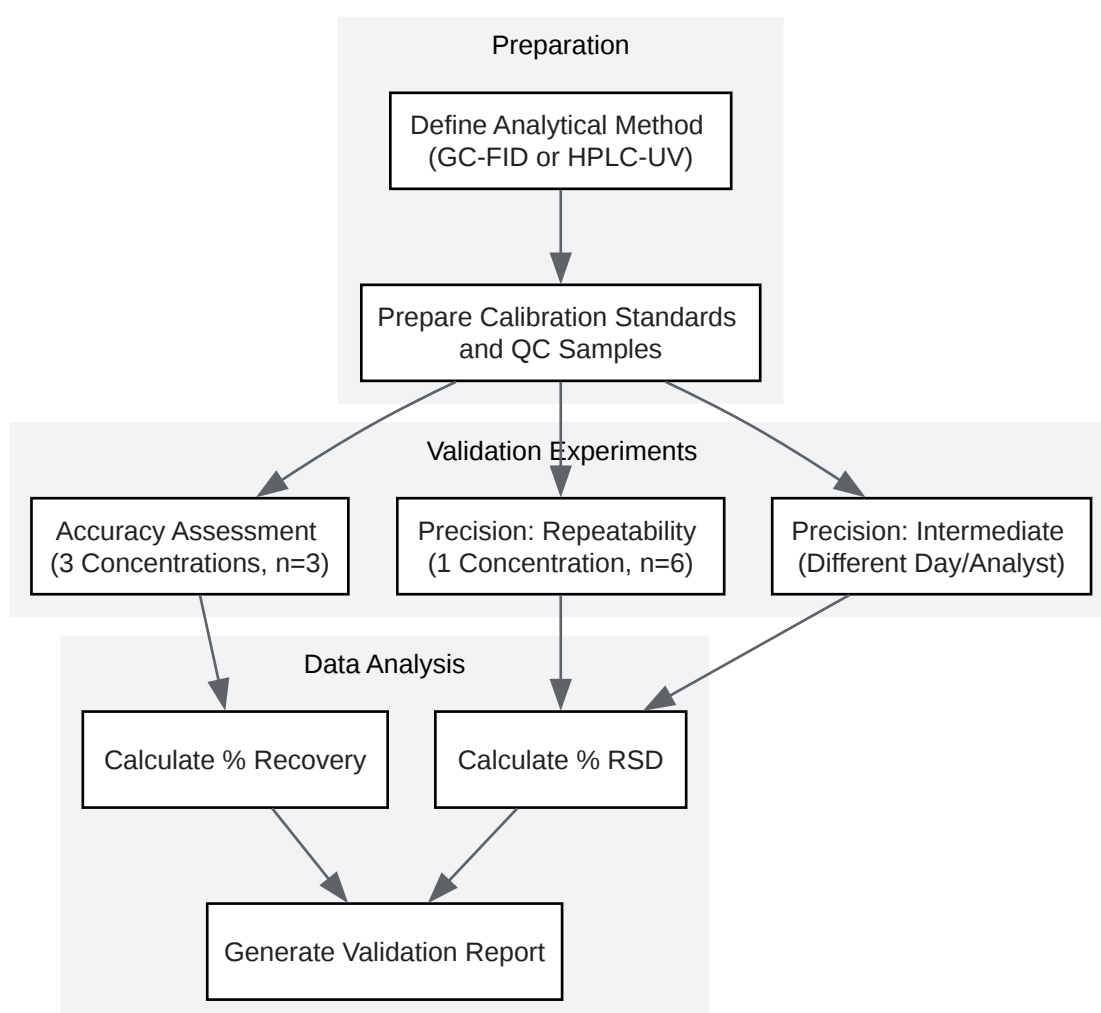 Preparation
Define Analytical Method
(GC-FID or HPLC-UV)
Prepare Calibration Standards
and QC Samples
Validation Experiments
Accuracy Assessment
(3 Concentrations, n=3)
Precision: Repeatability
(1 Concentration, n=6)
Precision: Intermediate
(Different Day/Analyst)
Data Analysis
Calculate % Recovery
Calculate % RSD
Generate Validation Report